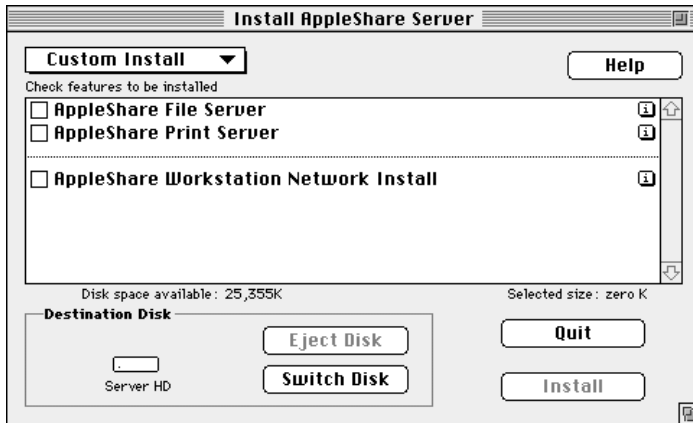 Install AppleShare Server
Custom Install
Help
Check features to be installed
AppleShare File Server
AppleShare Print Server
AppleShare Workstation Network Install
Disk space available: 25,355K
Selected size: zero K
Destination Disk
Eject Disk
Quit
Server HD
Switch Disk
Install